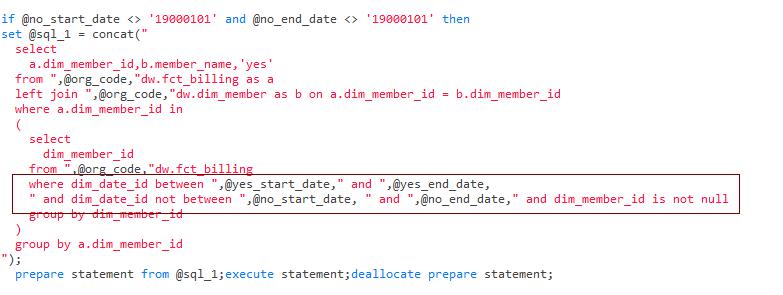 if @no_start_date <> '19000101' and @no_end_date <> '19000101' then
set @sql_1 = concat("
select
a.dim_member_id,b.member_name,'yes'
from ",@org_code,"dw.fct_billing as a
left join ",@org_code,"dw.dim_member as b on a.dim_member_id = b.dim_member_id
where a.dim_member_id in
(
select
dim_member_id
from ",@org_code,"dw.fct_billing
where dim_date_id between ",@yes_start_date," and ",@yes_end_date,
" and dim_date_id not between ",@no_start_date, " and ",@no_end_date," and dim_member_id is not null
group by dim_member_id
)
group by a.dim_member_id
");
prepare statement from @sql_1;execute statement;deallocate prepare statement;